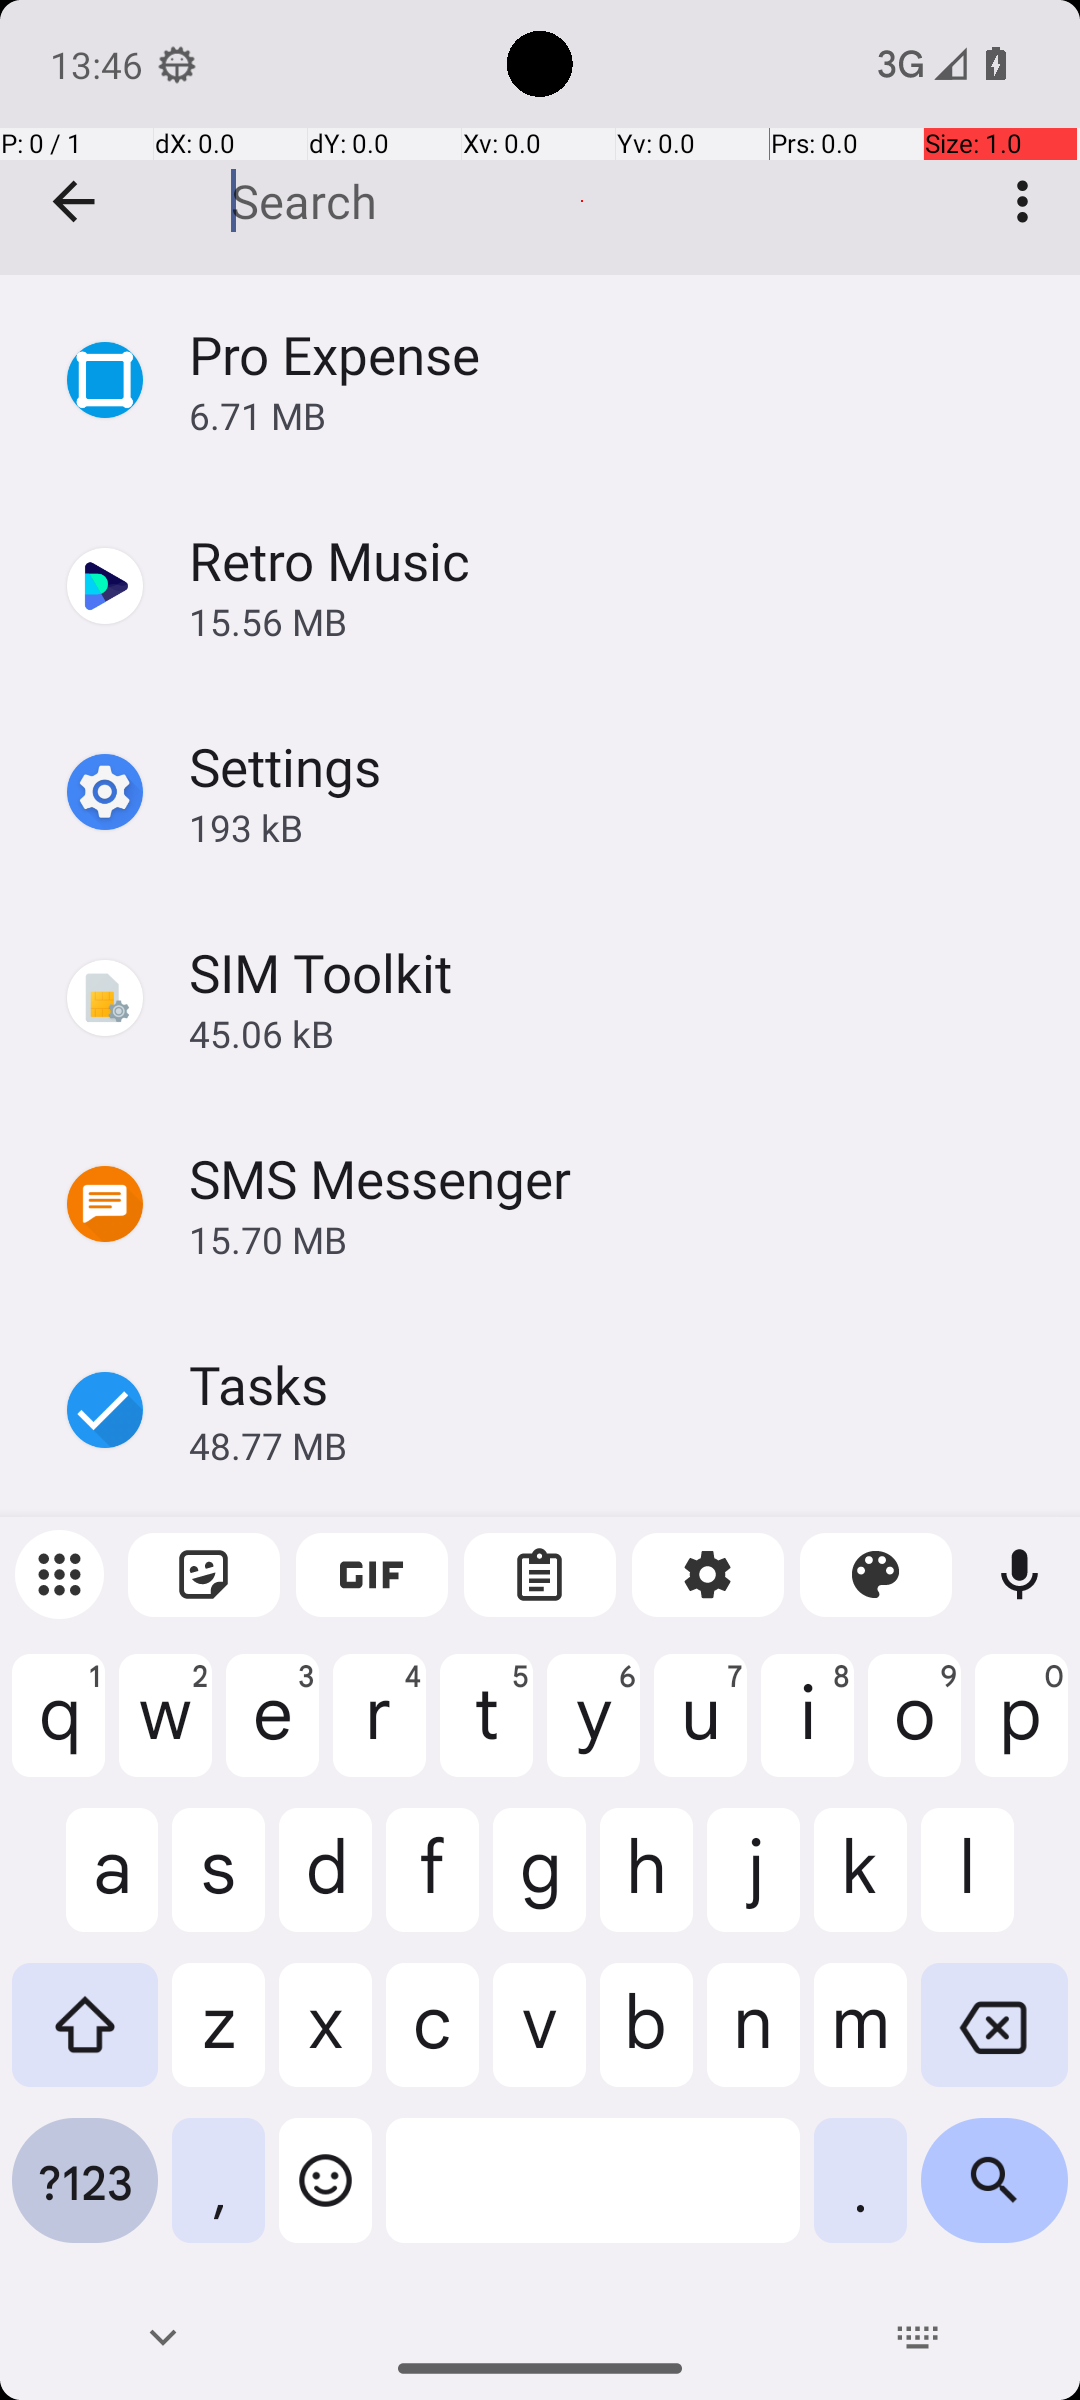 13:46
3G
P: 0 / 1 dX: 0.0 dY: 0.0 Xv: 0.0 Yv: 0.0 Prs: 0.0 Size: 1.0
Search
Pro Expense
6.71 MB
Retro Music
15.56 MB
Settings
193 kB
SIM Toolkit
45.06 kB
SMS Messenger
15.70 MB
Tasks
48.77 MB
GIF
q 1 w 2 e 3 r 4 t 5 y 6 u 7 i 8 o 9 p 0
a s d f g h j k l
z x c v b n m
?123 , .